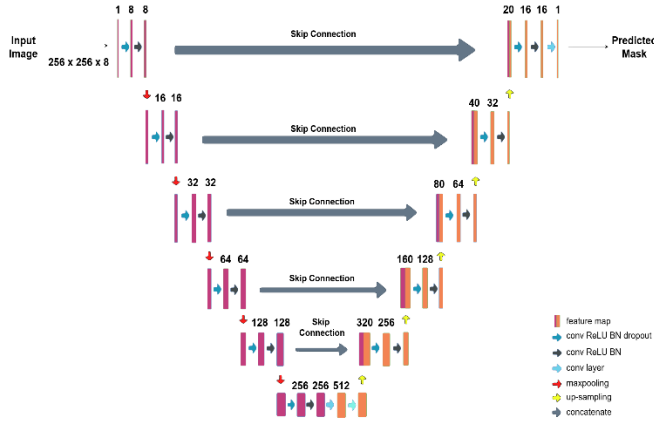 1 8 8
Skip Connection
20 16 16 1
Input
Image
256 x 256 x 8
Predicted
Mask
16 16
Skip Connection
40 32
32 32
Skip Connection
80 64
64 64
Skip Connection
160 128
128 128
Skip
Connection
320 256
256 256 512
feature map
conv ReLU BN dropout
conv ReLU BN
conv layer
maxpooling
up-sampling
concatenate